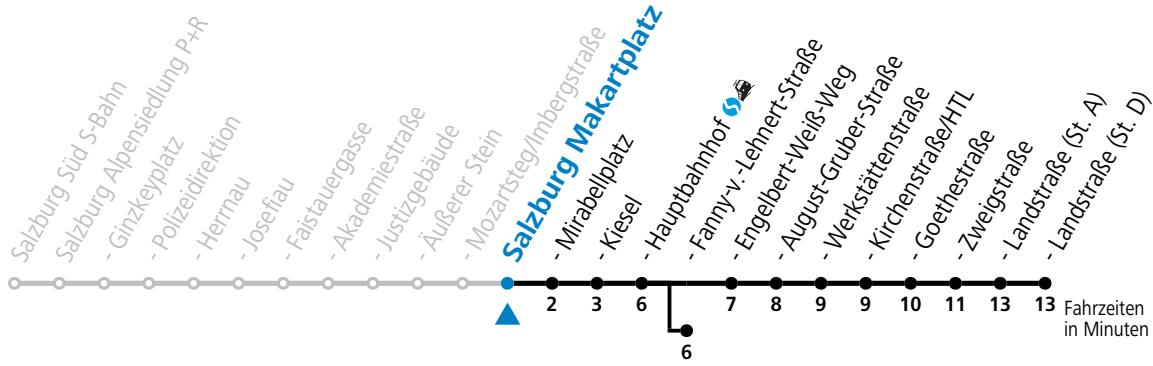 Salzburg Süd S-Bahn
Salzburg Alpensiedlung P+R
- Ginzkeyplatz
- Polizeidirektion
- Herrnau
- Josefiau
- Faistauergasse
- Akademiestraße
- Justizgebäude
- Äußerer Stein
- Mozartsteg/Imbergstraße
Salzburg Makartplatz
- Mirabellplatz
- Kiesel
- Hauptbahnhof
- Fanny-v.-Lehnert-Straße
- Engelbert-Weiß-Weg
- August-Gruber-Straße
- Werkstättenstraße
- Kirchenstraße/HTL
- Goethestraße
- Zweigstraße
- Landstraße (St. A)
- Landstraße (St. D)
2 3 6 7 8 9 9 10 11 13 13
Fahrzeiten
in Minuten
6